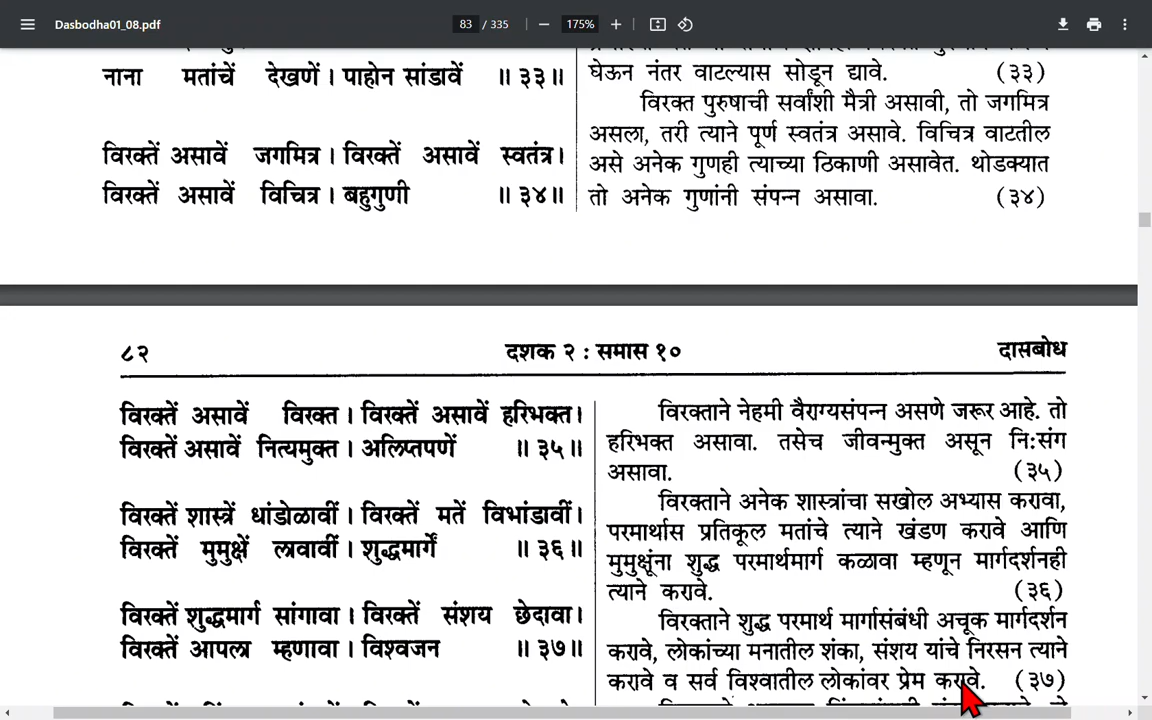 Dasbodha01_08.pdf
83 / 335
175%
नाना मतांचें देखणें । पाहोन सांडावें ॥ ३३ ॥
विरक्तें असावें जगमित्र । विरक्तें असावें स्वतंत्र ।
विरक्तें असावें विचित्र । बहुगुणी ॥ ३४ ॥
घेऊन नंतर वाटल्यास सोडून द्यावे. (३३)
विरक्त पुरुषाची सर्वांशी मैत्री असावी, तो जगमित्र
असला, तरी त्याने पूर्ण स्वतंत्र असावे. विचित्र वाटतील
असे अनेक गुणही त्याच्या ठिकाणी असावेत. थोडक्यात
तो अनेक गुणांनी संपन्न असावा. (३४)
८२ दशक २ : समास १० दासबोध
विरक्तें असावें विरक्त । विरक्तें असावें हरिभक्त ।
विरक्तें असावें नित्यमुक्त । अलिप्तपणें ॥ ३५ ॥
विरक्तें शास्त्रें धांडोळावीं । विरक्तें मतें विभांडावीं ।
विरक्तें मुमुक्षें लावावीं । शुद्धमार्गें ॥ ३६ ॥
विरक्तें शुद्धमार्ग सांगावा । विरक्तें संशय छेदावा ।
विरक्तें आपला म्हणावा । विश्वजन ॥ ३७ ॥
विरक्ताने नेहमी वैराग्यसंपन्न असणे जरूर आहे. तो
हरिभक्त असावा. तसेच जीवन्मुक्त असून नि:संग
असावा. (३५)
विरक्ताने अनेक शास्त्रांचा सखोल अभ्यास करावा,
परमार्थास प्रतिकूल मतांचे त्याने खंडण करावे आणि
मुमुक्षूंना शुद्ध परमार्थमार्ग कळावा म्हणून मार्गदर्शनही
त्याने करावे. (३६)
विरक्ताने शुद्ध परमार्थ मार्गासंबंधी अचूक मार्गदर्शन
करावे, लोकांच्या मनातील शंका, संशय यांचे निरसन त्याने
करावे व सर्व विश्वातील लोकांवर प्रेम करावे. (३७)